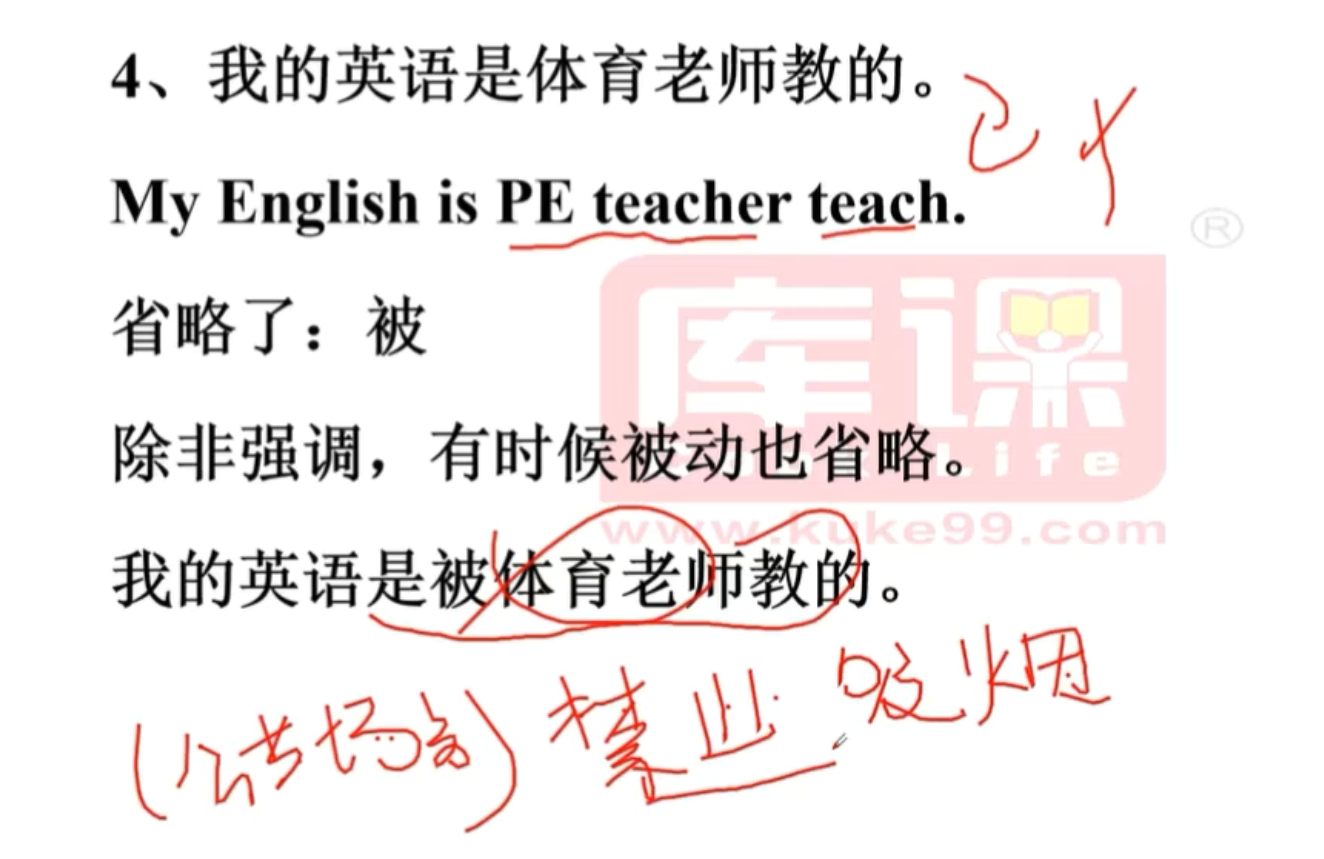 4、我的英语是体育老师教的。
My English is PE teacher teach.
®
省略了：被
库课
除非强调，有时候被动也省略。
Life
www.kuke99.com
我的英语是被体育老师教的。
(公共场合) 禁止 吸烟